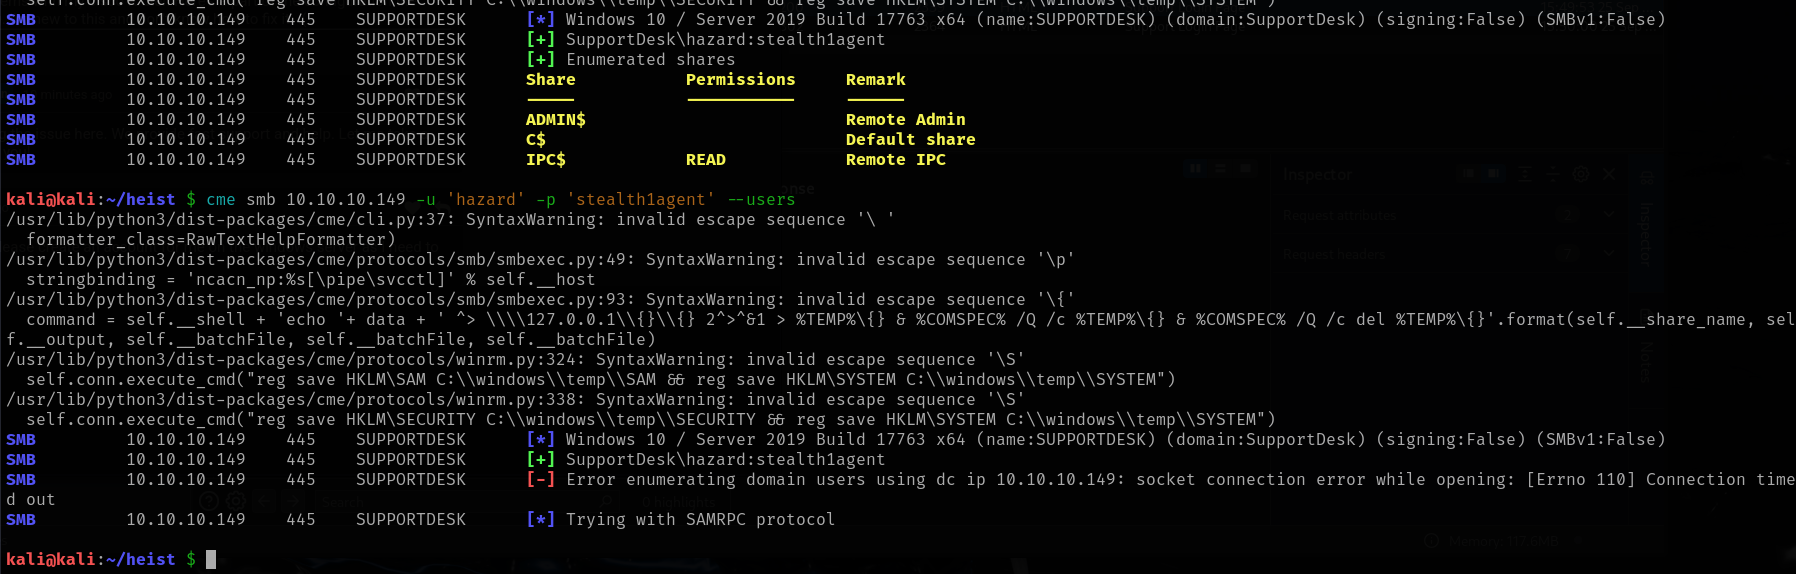 SMB 10.10.10.149 445 SUPPORTDESK [*] Windows 10 / Server 2019 Build 17763 x64 (name:SUPPORTDESK) (domain:SupportDesk) (signing:False) (SMBv1:False)
SMB 10.10.10.149 445 SUPPORTDESK [+] SupportDesk\hazard:stealth1agent
SMB 10.10.10.149 445 SUPPORTDESK [+] Enumerated shares
SMB 10.10.10.149 445 SUPPORTDESK Share Permissions Remark
SMB 10.10.10.149 445 SUPPORTDESK ----- ----------- ------
SMB 10.10.10.149 445 SUPPORTDESK ADMIN$ Remote Admin
SMB 10.10.10.149 445 SUPPORTDESK C$ Default share
SMB 10.10.10.149 445 SUPPORTDESK IPC$ READ Remote IPC
kali@kali:~/heist $ cme smb 10.10.10.149 -u 'hazard' -p 'stealth1agent' --users
/usr/lib/python3/dist-packages/cme/cli.py:37: SyntaxWarning: invalid escape sequence '\ '
formatter_class=RawTextHelpFormatter)
/usr/lib/python3/dist-packages/cme/protocols/smb/smbexec.py:49: SyntaxWarning: invalid escape sequence '\p'
stringbinding = 'ncacn_np:%s[\pipe\svcctl]' % self.__host
/usr/lib/python3/dist-packages/cme/protocols/smb/smbexec.py:93: SyntaxWarning: invalid escape sequence '\{'
command = self.__shell + 'echo '+ data + ' ^> \\\\127.0.0.1\\{}\\{} 2^>^&1 > %TEMP%\{} & %COMSPEC% /Q /c %TEMP%\{} & %COMSPEC% /Q /c del %TEMP%\{}'.format(self.__share_name, sel
f.__output, self.__batchFile, self.__batchFile, self.__batchFile)
/usr/lib/python3/dist-packages/cme/protocols/winrm.py:324: SyntaxWarning: invalid escape sequence '\S'
self.conn.execute_cmd("reg save HKLM\SAM C:\\windows\\temp\\SAM && reg save HKLM\SYSTEM C:\\windows\\temp\\SYSTEM")
/usr/lib/python3/dist-packages/cme/protocols/winrm.py:338: SyntaxWarning: invalid escape sequence '\S'
self.conn.execute_cmd("reg save HKLM\SECURITY C:\\windows\\temp\\SECURITY && reg save HKLM\SYSTEM C:\\windows\\temp\\SYSTEM")
SMB 10.10.10.149 445 SUPPORTDESK [*] Windows 10 / Server 2019 Build 17763 x64 (name:SUPPORTDESK) (domain:SupportDesk) (signing:False) (SMBv1:False)
SMB 10.10.10.149 445 SUPPORTDESK [+] SupportDesk\hazard:stealth1agent
SMB 10.10.10.149 445 SUPPORTDESK [-] Error enumerating domain users using dc ip 10.10.10.149: socket connection error while opening: [Errno 110] Connection time
d out
SMB 10.10.10.149 445 SUPPORTDESK [*] Trying with SAMRPC protocol
kali@kali:~/heist $
Inspector
Request attributes
Request headers
Inspector
Notes
Search
0 highlights
Memory: 117.6MB